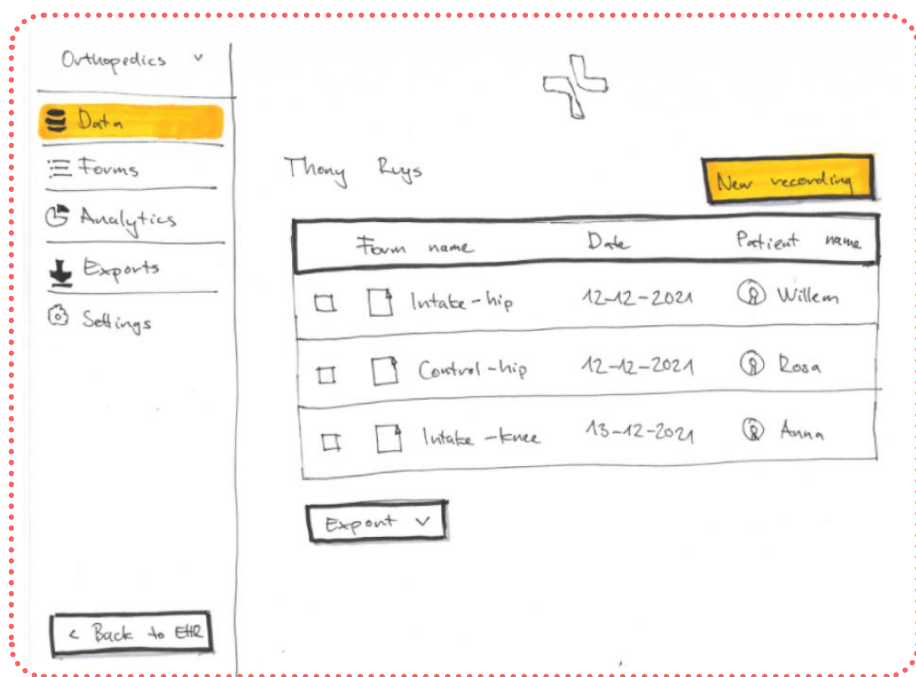 Orthopedics
Data
Forms
Analytics
Exports
Settings
< Back to EHR
Thony Ruys
New recording
Form name Date Patient name
Intake-hip 12-12-2021 Willem
Control-hip 12-12-2021 Rosa
Intake-knee 13-12-2021 Anna
Export